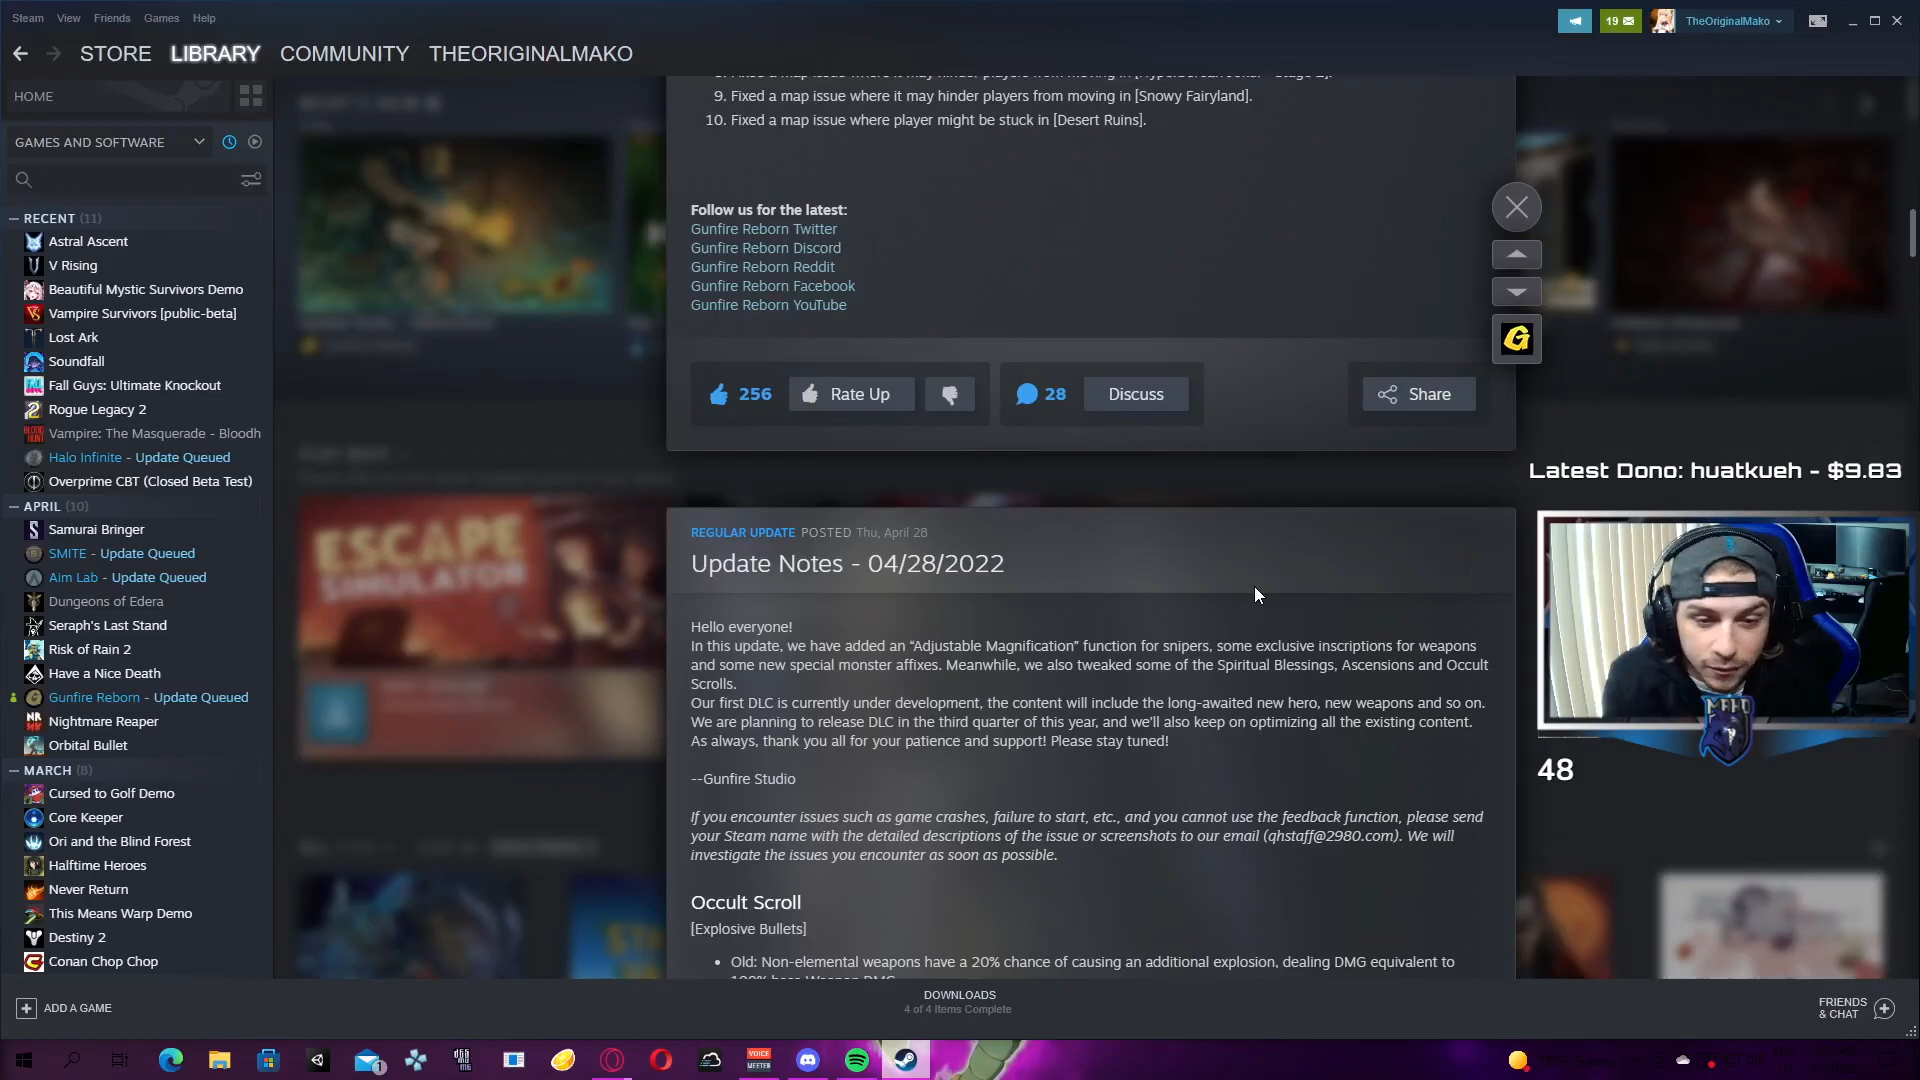 Steam View Friends Games Help
19 TheOriginalMako
STORE LIBRARY COMMUNITY THEORIGINALMAKO
HOME
GAMES AND SOFTWARE
RECENT (11)
Astral Ascent
V Rising
Beautiful Mystic Survivors Demo
Vampire Survivors [public-beta]
Lost Ark
Soundfall
Fall Guys: Ultimate Knockout
Rogue Legacy 2
Vampire: The Masquerade - Bloodh
Halo Infinite - Update Queued
Overprime CBT (Closed Beta Test)
APRIL (10)
Samurai Bringer
SMITE - Update Queued
Aim Lab - Update Queued
Dungeons of Edera
Seraph's Last Stand
Risk of Rain 2
Have a Nice Death
Gunfire Reborn - Update Queued
Nightmare Reaper
Orbital Bullet
MARCH (8)
Cursed to Golf Demo
Core Keeper
Ori and the Blind Forest
Halftime Heroes
Never Return
This Means Warp Demo
Destiny 2
Conan Chop Chop
ADD A GAME
9. Fixed a map issue where it may hinder players from moving in [Snowy Fairyland].
10. Fixed a map issue where player might be stuck in [Desert Ruins].
Follow us for the latest:
Gunfire Reborn Twitter
Gunfire Reborn Discord
Gunfire Reborn Reddit
Gunfire Reborn Facebook
Gunfire Reborn YouTube
256 Rate Up 28 Discuss Share
REGULAR UPDATE POSTED Thu, April 28
Update Notes - 04/28/2022
Hello everyone!
In this update, we have added an “Adjustable Magnification” function for snipers, some exclusive inscriptions for weapons
and some new special monster affixes. Meanwhile, we also tweaked some of the Spiritual Blessings, Ascensions and Occult
Scrolls.
Our first DLC is currently under development, the content will include the long-awaited new hero, new weapons and so on.
We are planning to release DLC in the third quarter of this year, and we'll also keep on optimizing all the existing content.
As always, thank you all for your patience and support! Please stay tuned!
--Gunfire Studio
If you encounter issues such as game crashes, failure to start, etc., and you cannot use the feedback function, please send
your Steam name with the detailed descriptions of the issue or screenshots to our email (qhstaff@2980.com). We will
investigate the issues you encounter as soon as possible.
Occult Scroll
[Explosive Bullets]
• Old: Non-elemental weapons have a 20% chance of causing an additional explosion, dealing DMG equivalent to
ESCAPE
SIMULATOR
Latest Dono: huatkueh - $9.83
MAKO
48
DOWNLOADS
4 of 4 Items Complete
FRIENDS
& CHAT
VOICE
MEETER